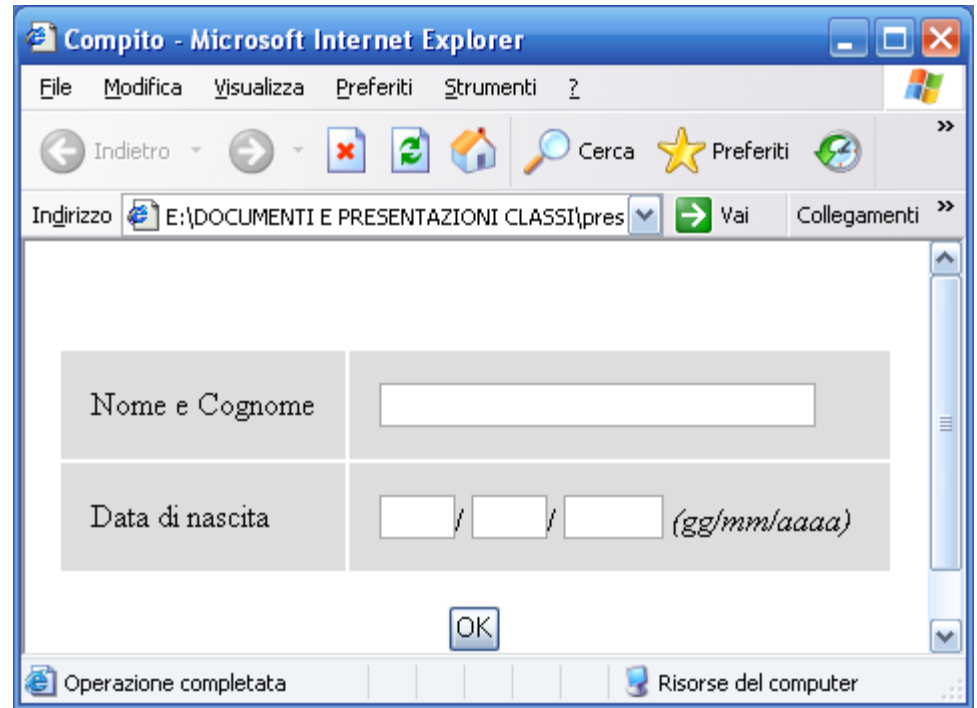 Compito - Microsoft Internet Explorer
File Modifica Visualizza Preferiti Strumenti ?
Indietro Cerca Preferiti »
Indirizzo E:\DOCUMENTI E PRESENTAZIONI CLASSI\pres Vai Collegamenti »
Nome e Cognome
Data di nascita / / (gg/mm/aaaa)
OK
Operazione completata Risorse del computer